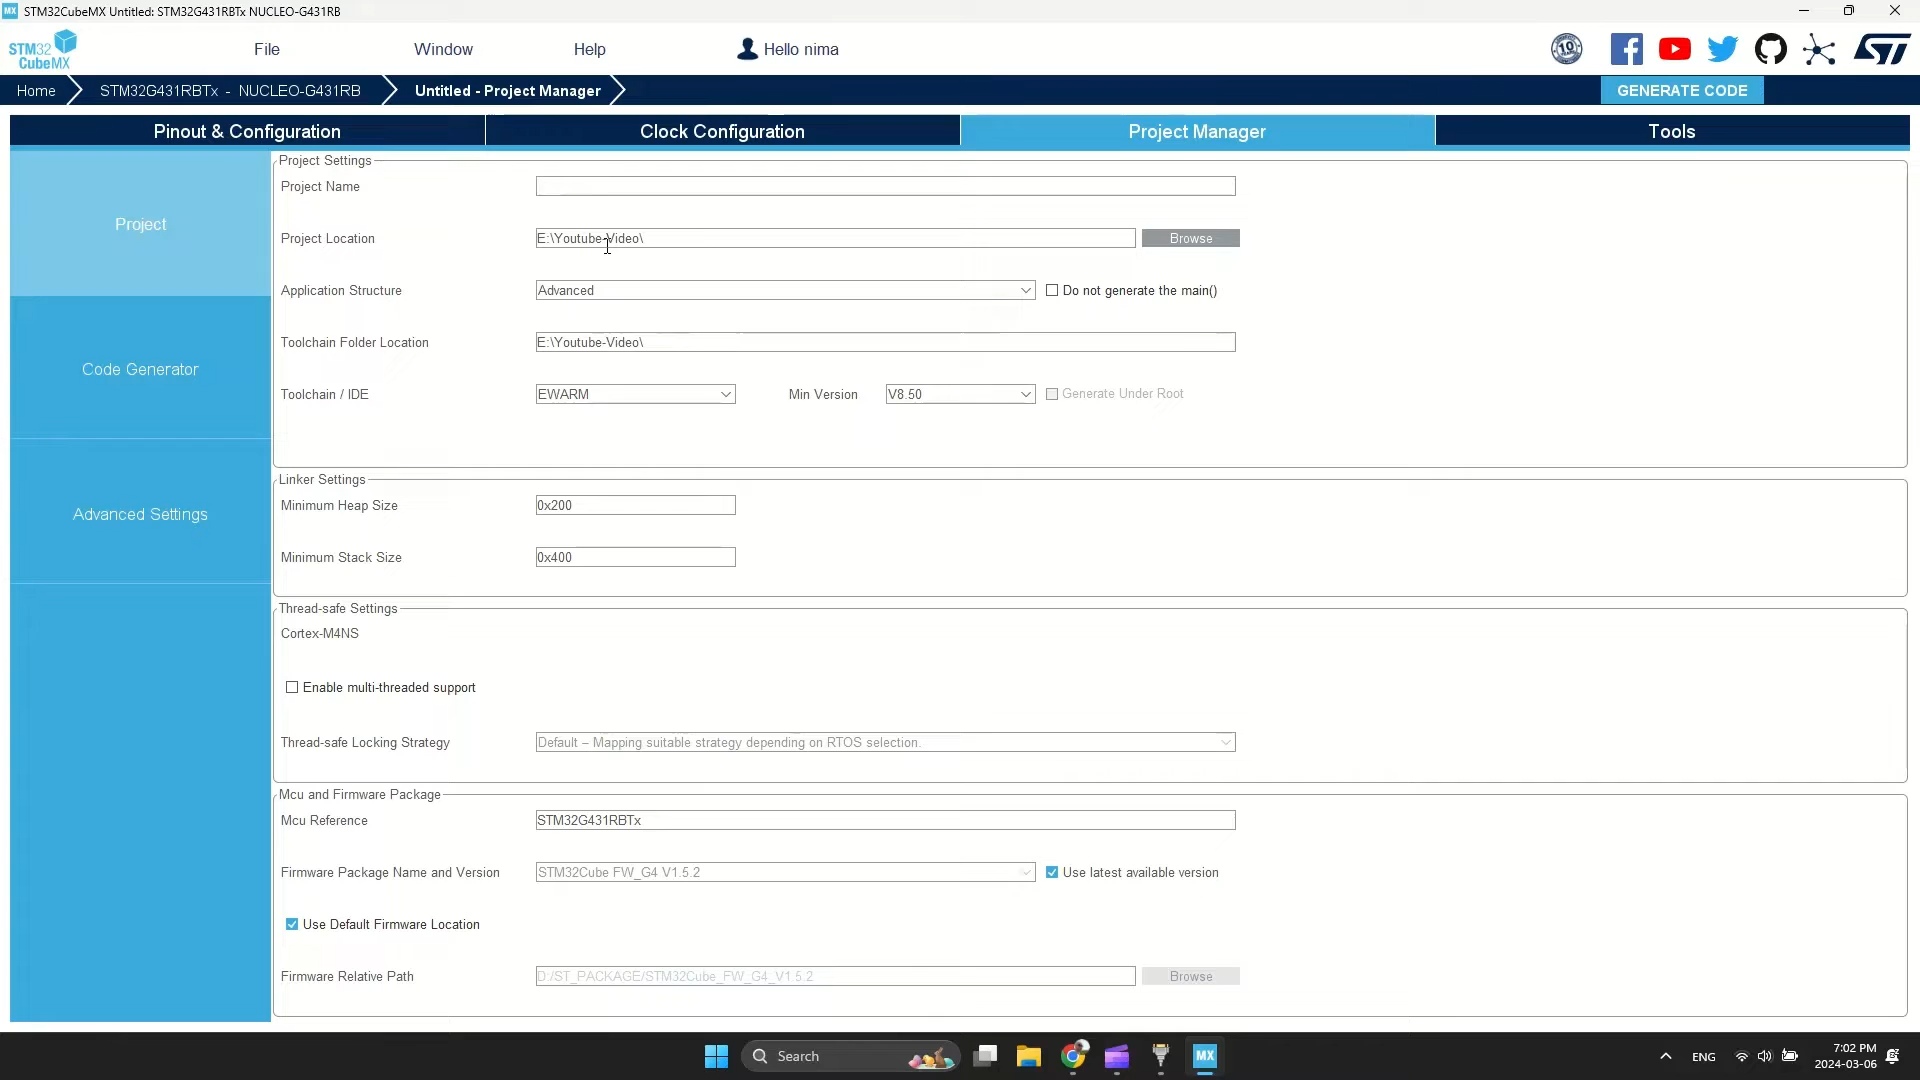 STM32CubeMX Untitled: STM32G431RBTx NUCLEO-G431RB
STM32
CubeMX
File
Window
Help
Hello nima
10
Home
STM32G431RBTx - NUCLEO-G431RB
Untitled - Project Manager
GENERATE CODE
Pinout & Configuration
Clock Configuration
Project Manager
Tools
Project
Code Generator
Advanced Settings
Project Settings
Project Name
Project Location
E:\Youtube-Video\
Browse
Application Structure
Advanced
Do not generate the main()
Toolchain Folder Location
E:\Youtube-Video\
Toolchain / IDE
EWARM
Min Version
V8.50
Generate Under Root
Linker Settings
Minimum Heap Size
0x200
Minimum Stack Size
0x400
Thread-safe Settings
Cortex-M4NS
Enable multi-threaded support
Thread-safe Locking Strategy
Default – Mapping suitable strategy depending on RTOS selection.
Mcu and Firmware Package
Mcu Reference
STM32G431RBTx
Firmware Package Name and Version
STM32Cube FW_G4 V1.5.2
Use latest available version
Use Default Firmware Location
Firmware Relative Path
D:/ST_PACKAGE/STM32Cube_FW_G4_V1.5.2
Browse
Search
MX
ENG
7:02 PM
2024-03-06